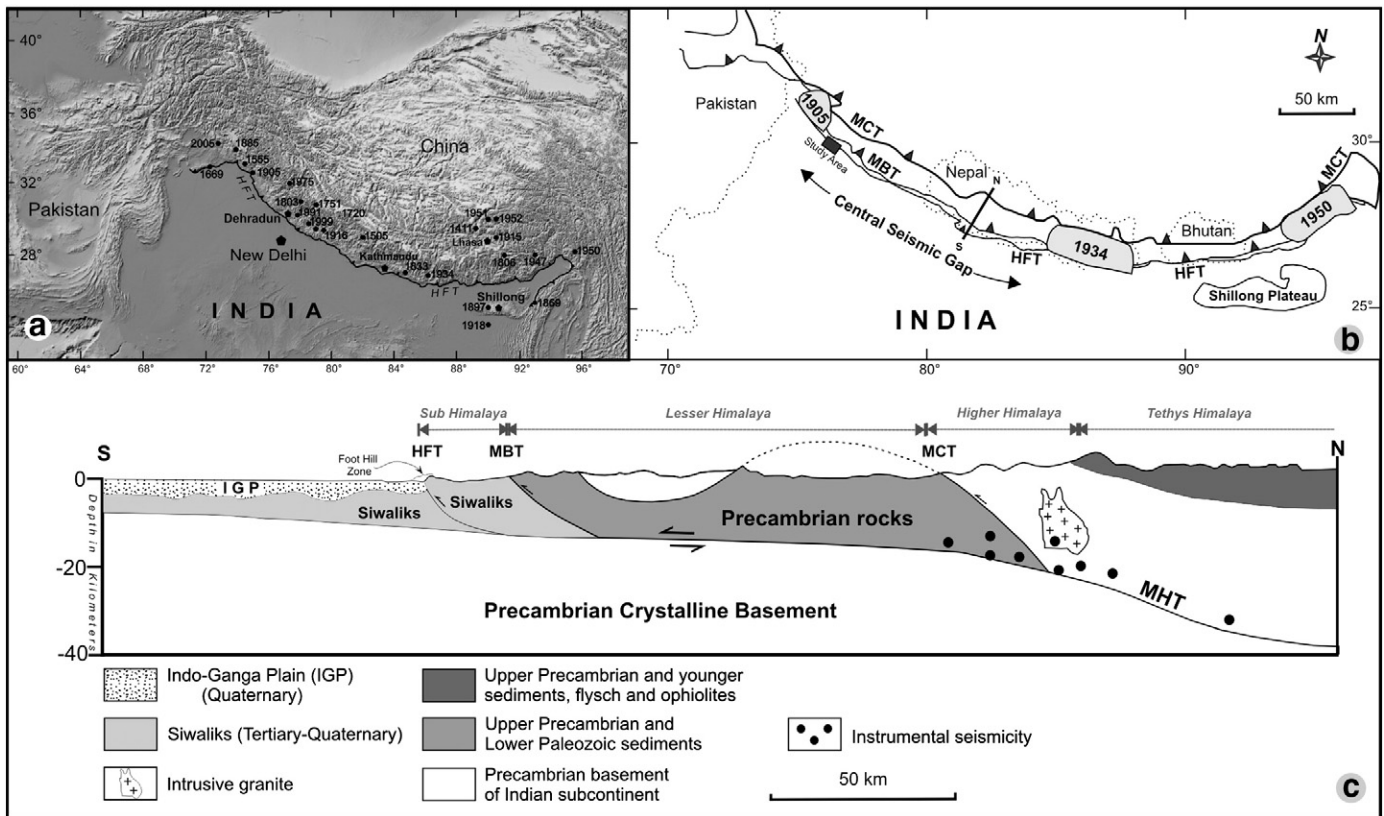 40°
36°
32°
28°
Pakistan
China
2005
1885
1555
1669
1905
HFT
1975
1803
1751
1720
Dehradun
1891
1999
1916
1505
New Delhi
Kathmandu
1833
1934
HFT
1951
1952
1411
1915
Lhasa
1806
1947
1950
Shillong
1897
1869
1918
INDIA
a
60°
64°
68°
72°
76°
80°
84°
88°
92°
96°
b
N
50 km
Pakistan
1905
MCT
Study Area
MBT
Nepal
N
S
Central Seismic Gap
HFT
1934
Bhutan
HFT
1950
MCT
30°
25°
Shillong Plateau
INDIA
70°
80°
90°
Sub Himalaya
Lesser Himalaya
Higher Himalaya
Tethys Himalaya
S
HFT
MBT
MCT
N
Foot Hill
Zone
0
-20
-40
Depth in Kilometers
IGP
Siwaliks
Siwaliks
Precambrian rocks
MHT
Precambrian Crystalline Basement
Indo-Ganga Plain (IGP)
(Quaternary)
Siwaliks (Tertiary-Quaternary)
Intrusive granite
Upper Precambrian and younger
sediments, flysch and ophiolites
Upper Precambrian and
Lower Paleozoic sediments
Precambrian basement
of Indian subcontinent
Instrumental seismicity
50 km
c